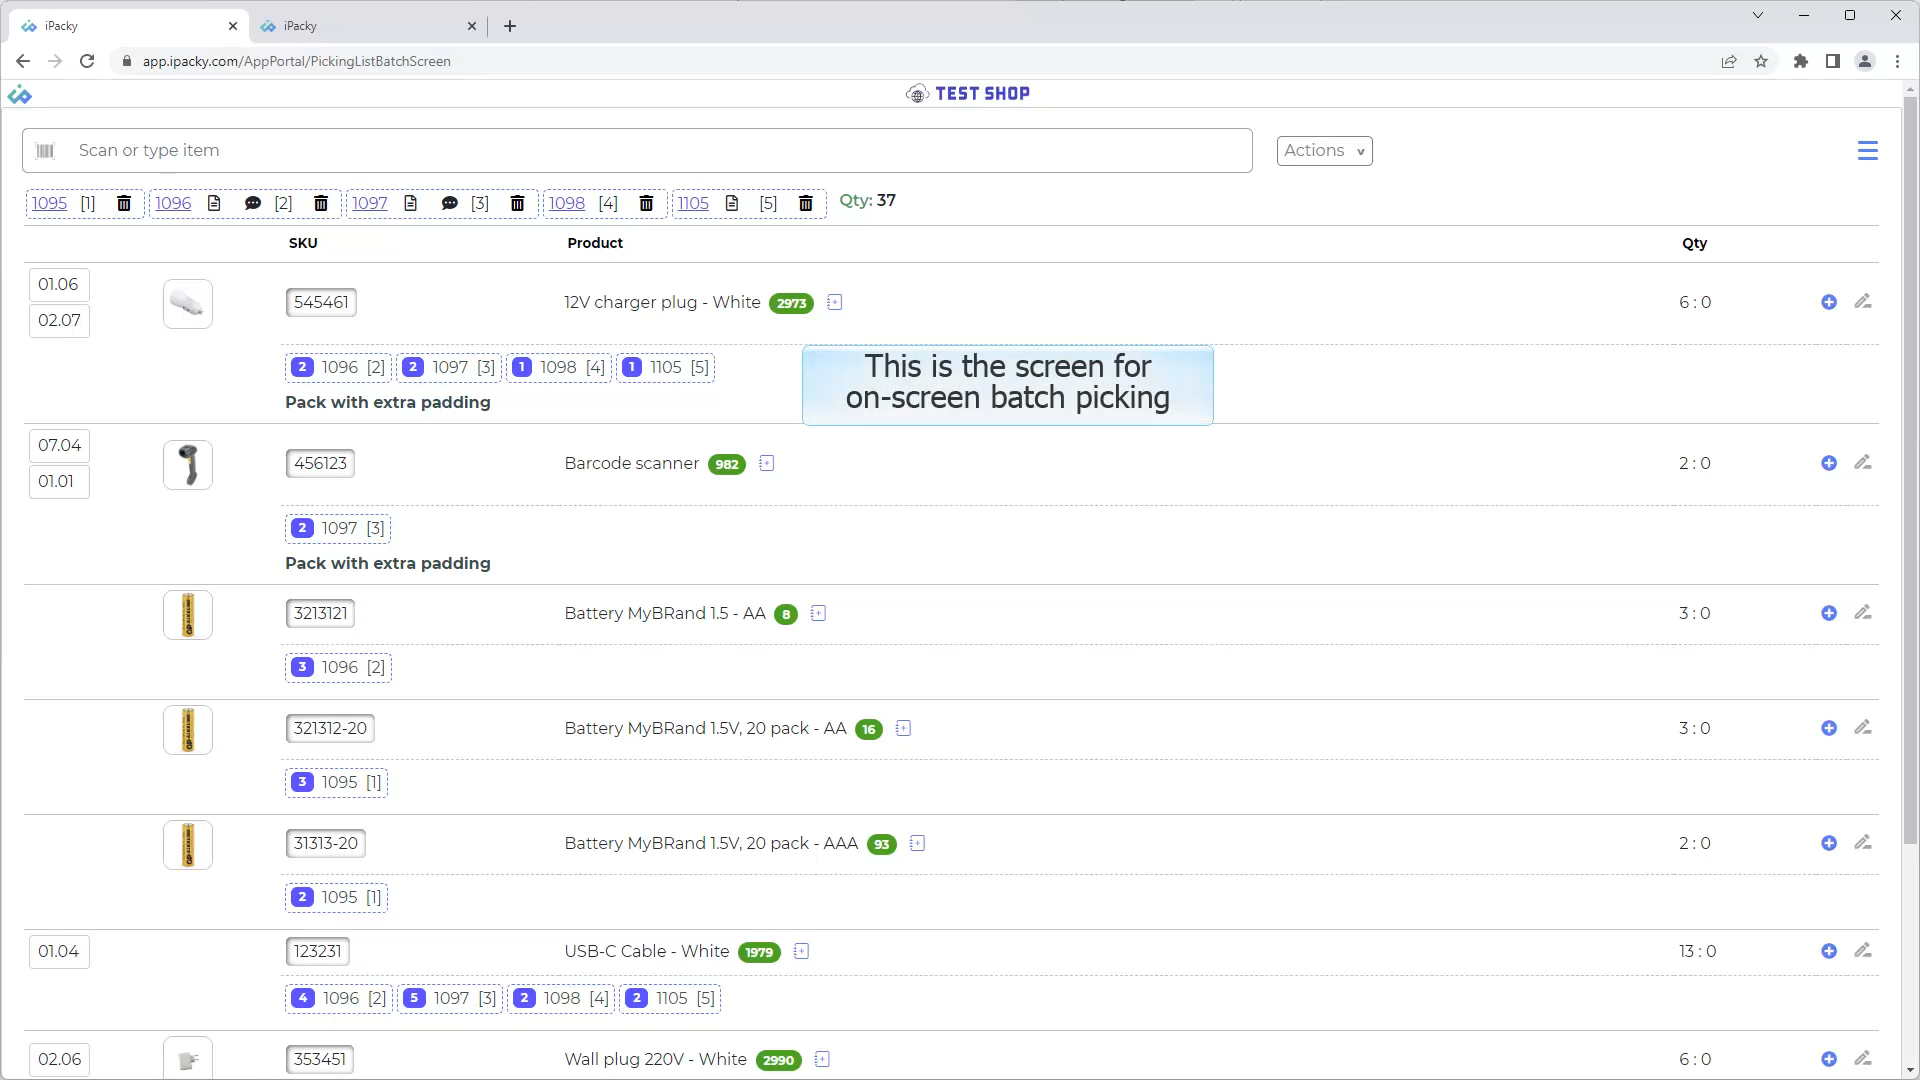 iPacky
iPacky
app.ipacky.com/AppPortal/PickingListBatchScreen
TEST SHOP
Scan or type item
Actions v
1095 [1] 1096 [2] 1097 [3] 1098 [4] 1105 [5] Qty: 37
SKU Product Qty
01.06
02.07
545461 12V charger plug - White 2973 6 : 0
2 1096 [2] 2 1097 [3] 1 1098 [4] 1 1105 [5]
Pack with extra padding
This is the screen for
on-screen batch picking
07.04
01.01
456123 Barcode scanner 982 2 : 0
2 1097 [3]
Pack with extra padding
3213121 Battery MyBRand 1.5 - AA 8 3 : 0
3 1096 [2]
321312-20 Battery MyBRand 1.5V, 20 pack - AA 16 3 : 0
3 1095 [1]
31313-20 Battery MyBRand 1.5V, 20 pack - AAA 93 2 : 0
2 1095 [1]
01.04 123231 USB-C Cable - White 1979 13 : 0
4 1096 [2] 5 1097 [3] 2 1098 [4] 2 1105 [5]
02.06 353451 Wall plug 220V - White 2990 6 : 0